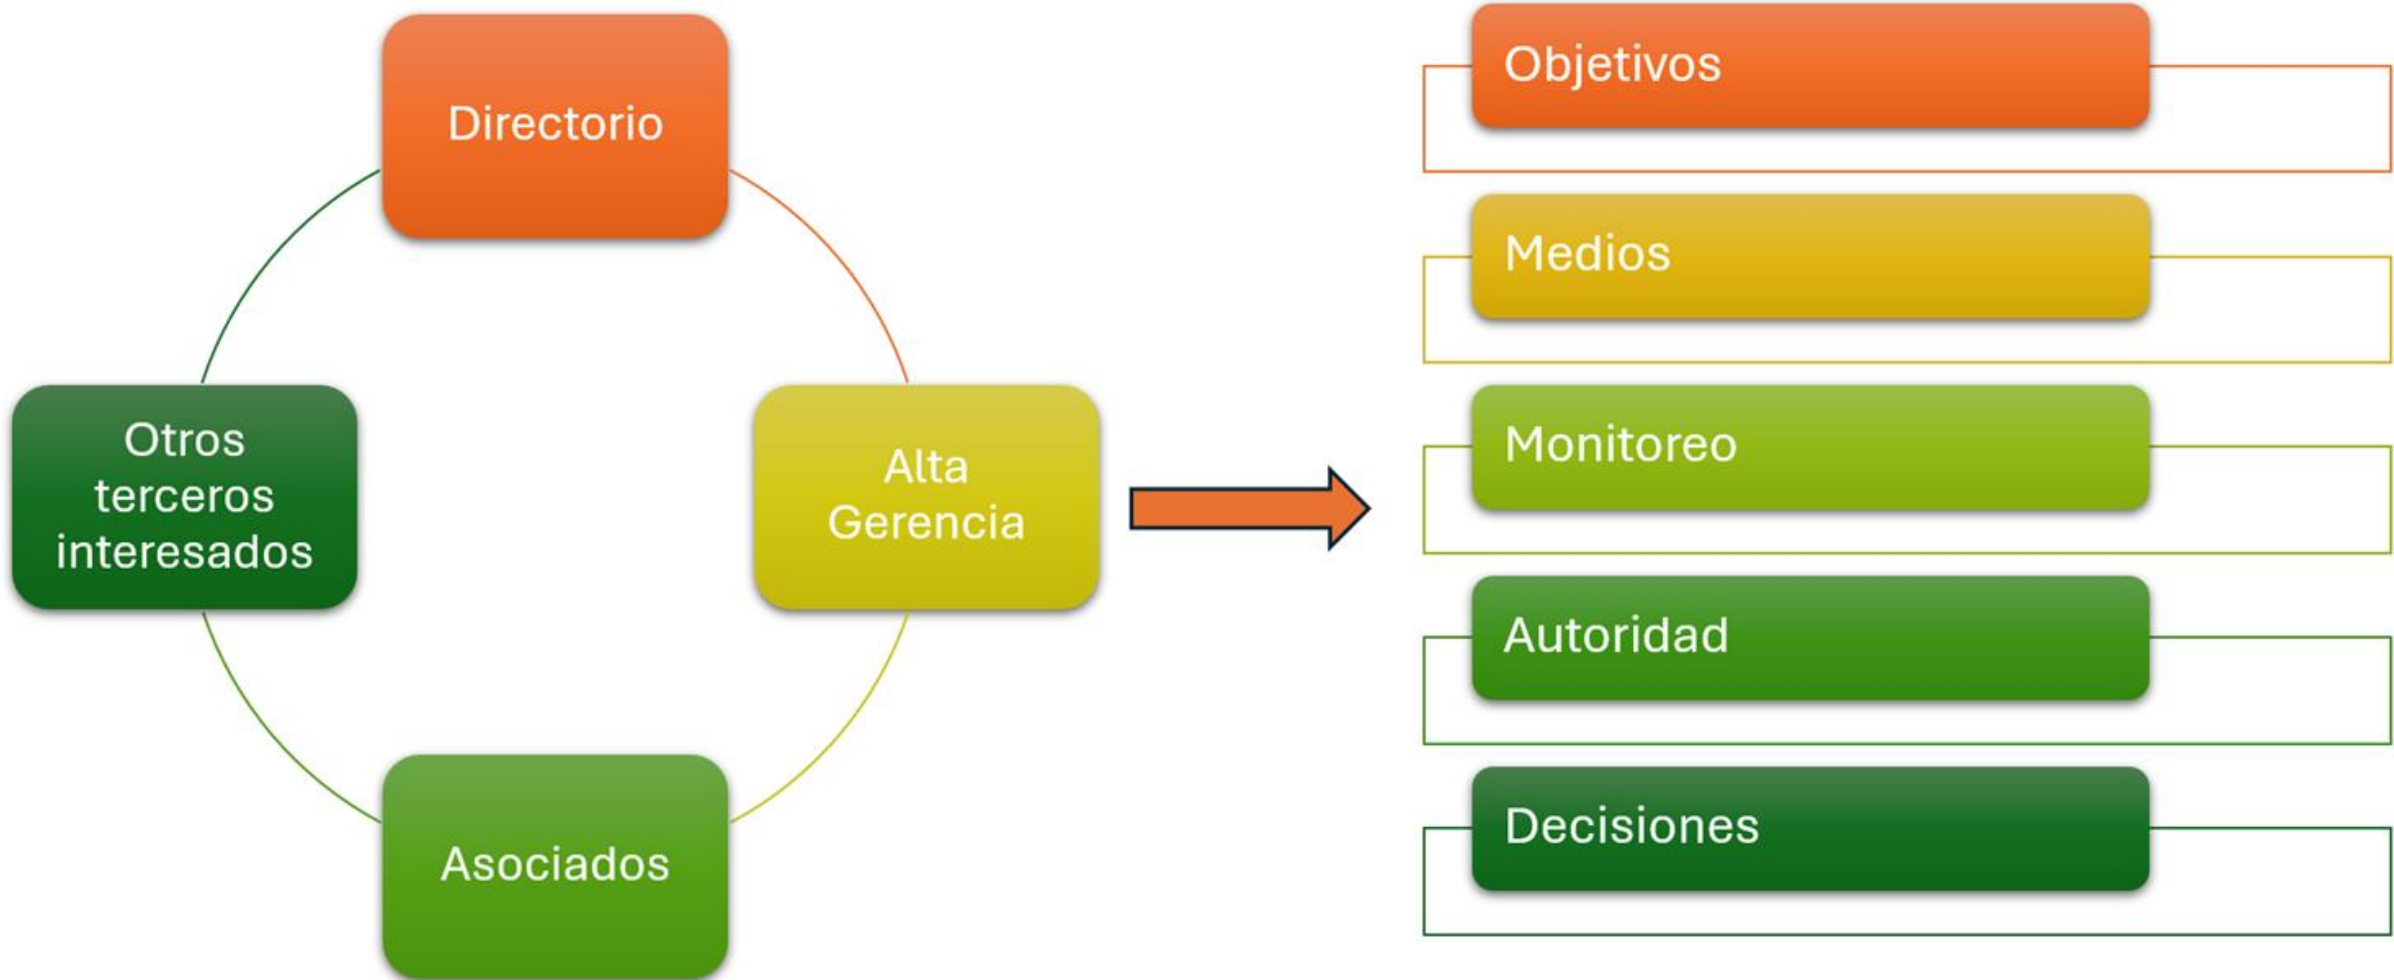 Directorio
Alta
Gerencia
Asociados
Otros
terceros
interesados
Objetivos
Medios
Monitoreo
Autoridad
Decisiones